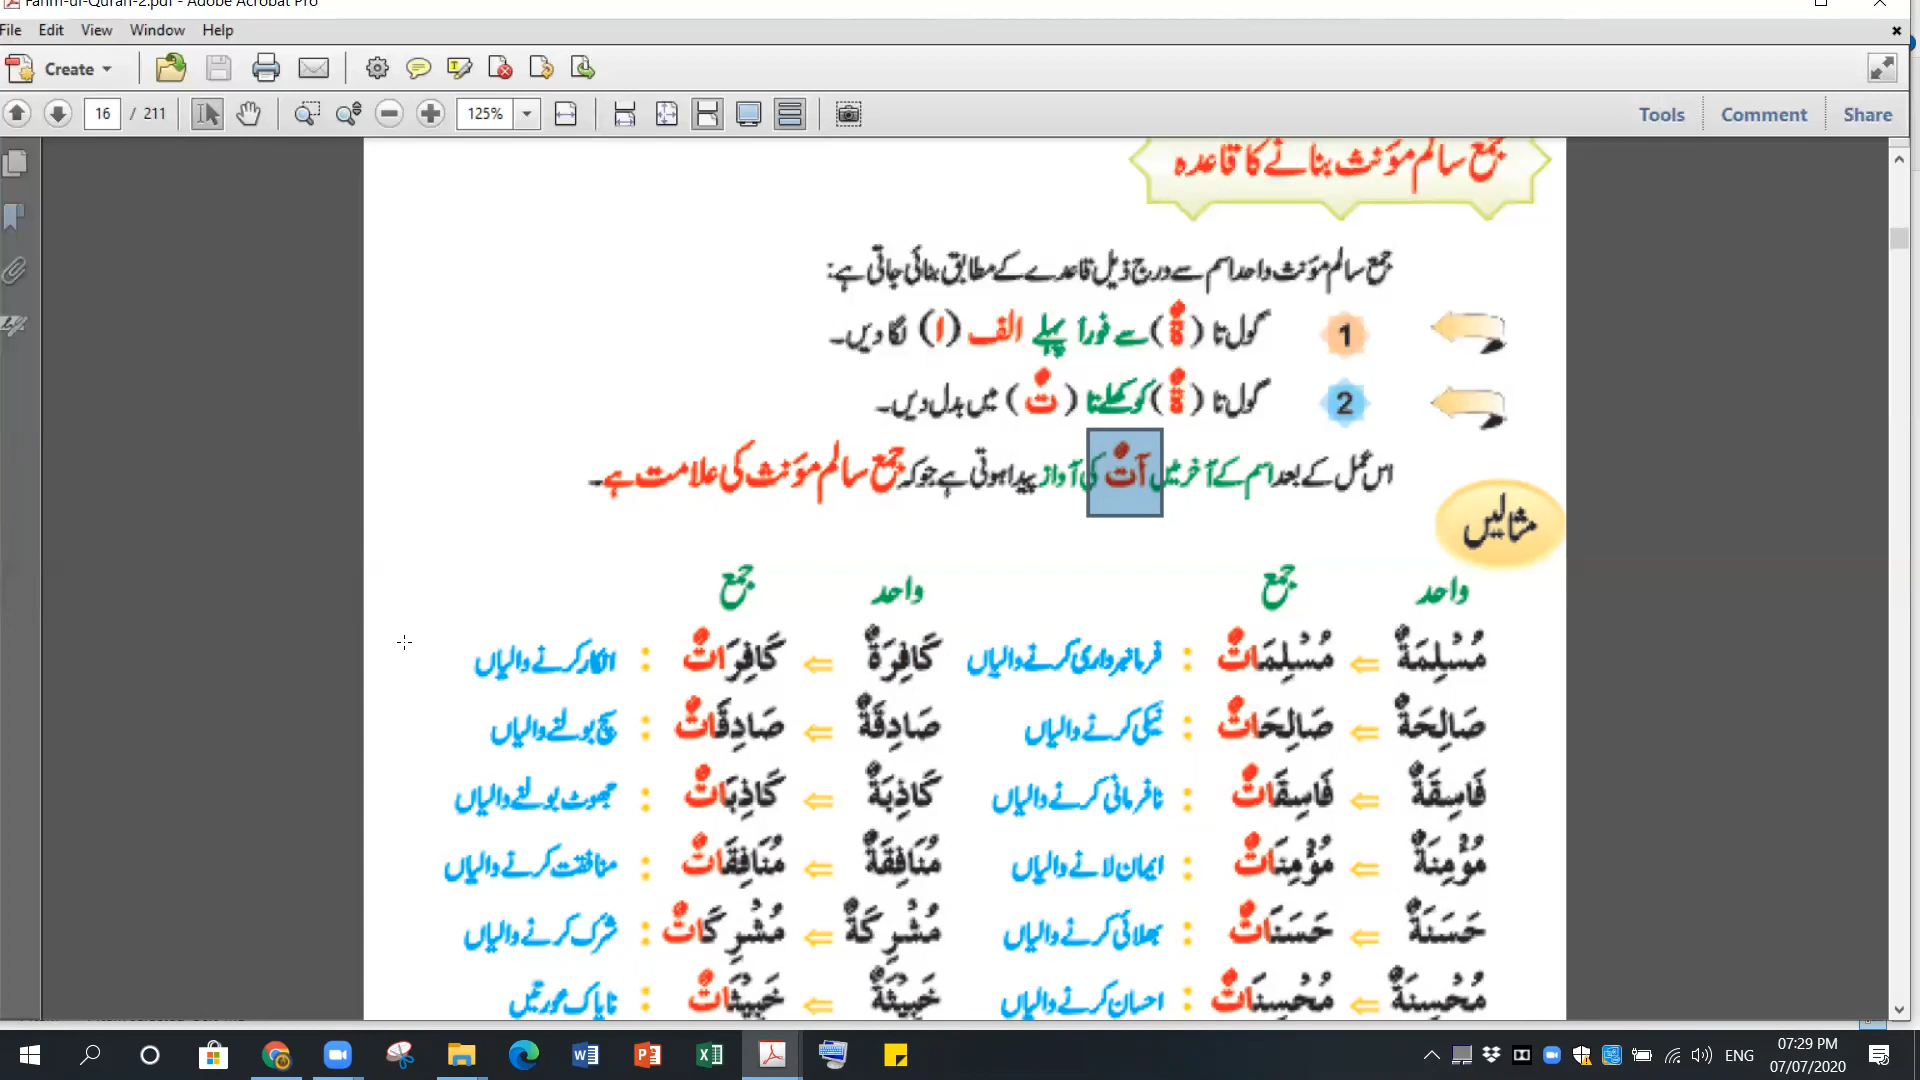 Fahm-ul-Quran-2.pdf - Adobe Acrobat Pro
File Edit View Window Help
Create
16 / 211 125% Tools Comment Share
جمع سالم مؤنث بنانے کا قاعدہ
جمع سالم مؤنث واحد اسم سے درج ذیل قاعدے کے مطابق بنائی جاتی ہے:
1 گول تا (ۃٌ) سے فوراً پہلے الف (ا) لگا دیں۔
2 گول تا (ۃٌ) کو کھلے تا (تٌ) میں بدل دیں۔
اس عمل کے بعد اسم کے آخر میں آتٌ کی آواز پیدا ہوتی ہے جو کہ جمع سالم مؤنث کی علامت ہے۔
مثالیں
واحد جمع واحد جمع
مُسْلِمَةٌ ⇐ مُسْلِمَاتٌ : فرمانبرداری کرنے والیاں كَافِرَةٌ ⇐ كَافِرَاتٌ : انکار کرنے والیاں
صَالِحَةٌ ⇐ صَالِحَاتٌ : نیکی کرنے والیاں صَادِقَةٌ ⇐ صَادِقَاتٌ : سچ بولنے والیاں
فَاسِقَةٌ ⇐ فَاسِقَاتٌ : نافرمانی کرنے والیاں كَاذِبَةٌ ⇐ كَاذِبَاتٌ : جھوٹ بولنے والیاں
مُؤْمِنَةٌ ⇐ مُؤْمِنَاتٌ : ایمان لانے والیاں مُنَافِقَةٌ ⇐ مُنَافِقَاتٌ : منافقت کرنے والیاں
حَسَنَةٌ ⇐ حَسَنَاتٌ : بھلائی کرنے والیاں مُشْرِكَةٌ ⇐ مُشْرِكَاتٌ : شرک کرنے والیاں
مُحْسِنَةٌ ⇐ مُحْسِنَاتٌ : احسان کرنے والیاں خَبِيْثَةٌ ⇐ خَبِيْثَاتٌ : ناپاک عورتیں
ENG
07:29 PM
07/07/2020